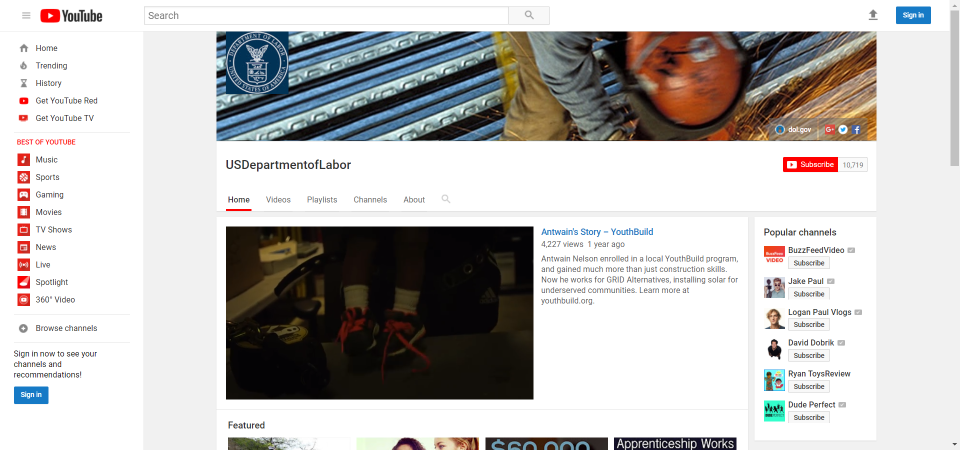 YouTube
Search
Sign in
Home
Trending
History
Get YouTube Red
Get YouTube TV
BEST OF YOUTUBE
Music
Sports
Gaming
Movies
TV Shows
News
Live
Spotlight
360° Video
Browse channels
Sign in now to see your
channels and
recommendations!
Sign in
DEPARTMENT OF LABOR
UNITED STATES OF AMERICA
dol.gov
USDepartmentofLabor
Subscribe 10,719
Home Videos Playlists Channels About
Antwain's Story – YouthBuild
4,227 views 1 year ago
Antwain Nelson enrolled in a local YouthBuild program,
and gained much more than just construction skills.
Now he works for GRID Alternatives, installing solar for
underserved communities. Learn more at
youthbuild.org.
Featured
$60,000
Apprenticeship Works
Popular channels
BuzzFeedVideo
Subscribe
Jake Paul
Subscribe
Logan Paul Vlogs
Subscribe
David Dobrik
Subscribe
Ryan ToysReview
Subscribe
Dude Perfect
Subscribe